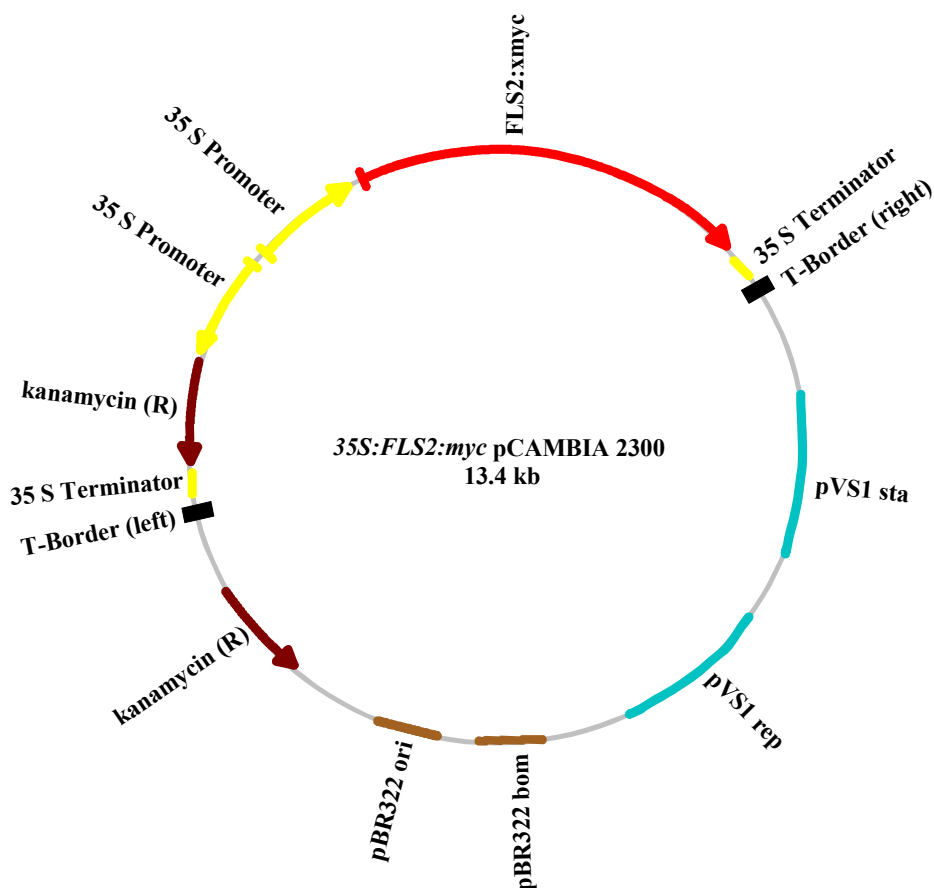 FLS2:xmyc
35 S Promoter
35 S Promoter
35 S Terminator
T-Border (right)
kanamycin (R)
35S:FLS2:myc pCAMBIA 2300
13.4 kb
35 S Terminator
T-Border (left)
pVS1 sta
kanamycin (R)
pVS1 rep
pBR322 ori
pBR322 bom